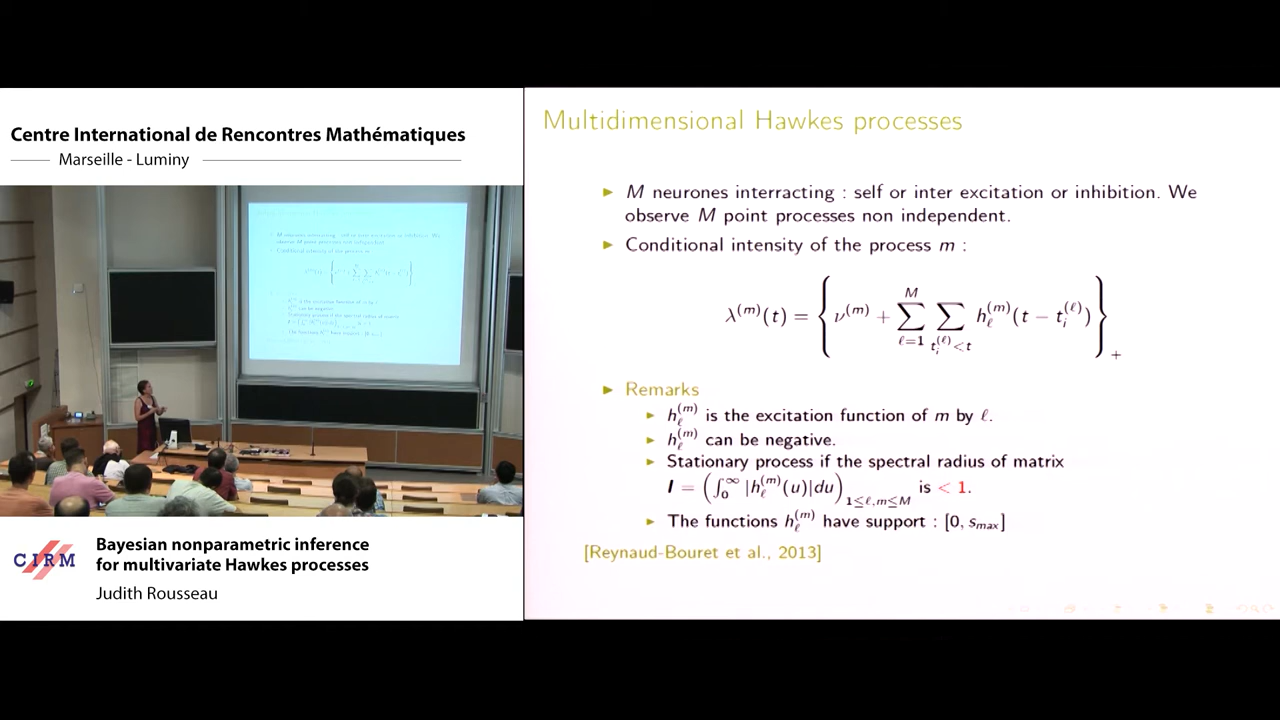 Centre International de Rencontres Mathématiques
Marseille - Luminy
CIRM
Bayesian nonparametric inference
for multivariate Hawkes processes
Judith Rousseau
Multidimensional Hawkes processes
► M neurones interracting : self or inter excitation or inhibition. We
observe M point processes non independent.
► Conditional intensity of the process m :
λ^{(m)}(t) = { ν^{(m)} + ∑_{ℓ=1}^{M} ∑_{t_i^{(ℓ)}<t} h_ℓ^{(m)}(t − t_i^{(ℓ)}) }_+
► Remarks
► h_ℓ^{(m)} is the excitation function of m by ℓ.
► h_ℓ^{(m)} can be negative.
► Stationary process if the spectral radius of matrix
I = (∫_0^∞ |h_ℓ^{(m)}(u)|du)_{1≤ℓ,m≤M} is < 1.
► The functions h_ℓ^{(m)} have support : [0, s_{max}]
[Reynaud-Bouret et al., 2013]